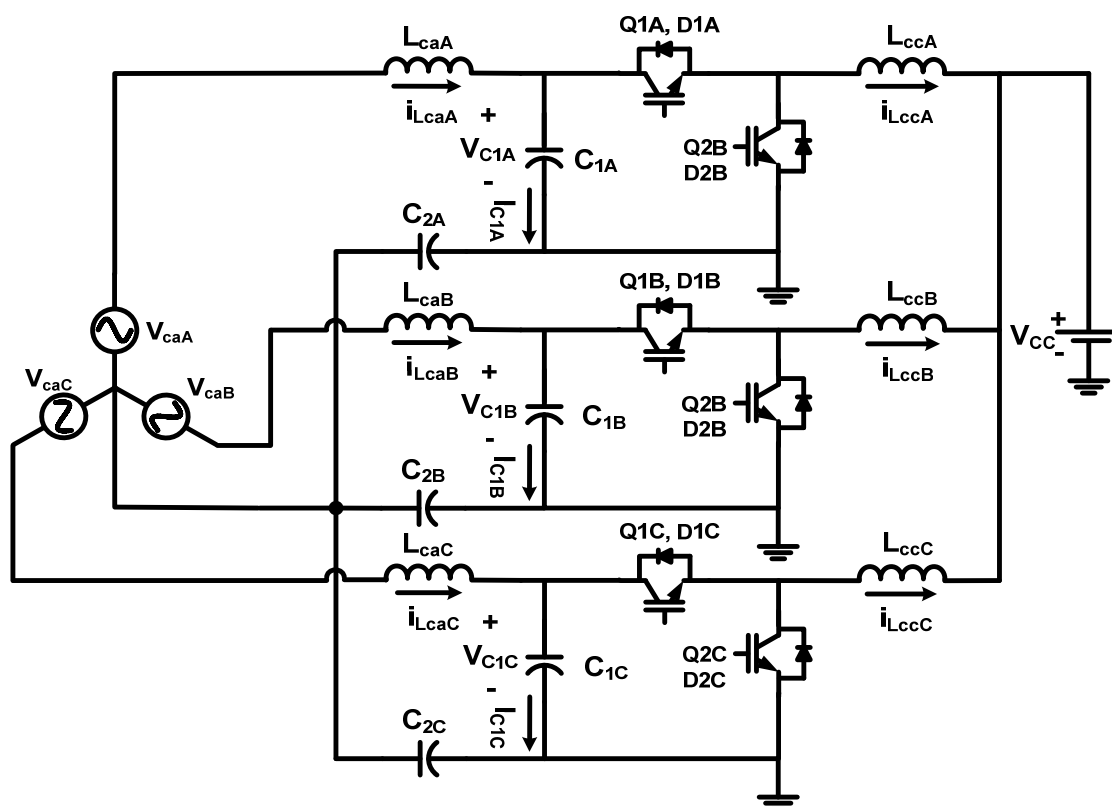 LcaA
Q1A, D1A
LccA
iLcaA
iLccA
+
VC1A
-
C1A
IC1A
Q2B
D2B
C2A
LcaB
Q1B, D1B
LccB
VcaA
iLcaB
iLccB
+
VC1B
-
C1B
IC1B
Q2B
D2B
VCC
+
-
VcaC
VcaB
C2B
LcaC
Q1C, D1C
LccC
iLcaC
iLccC
+
VC1C
-
C1C
IC1C
Q2C
D2C
C2C